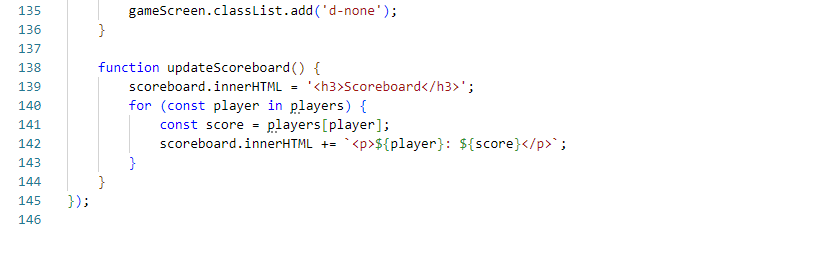 135 gameScreen.classList.add('d-none');
136 }
137
138 function updateScoreboard() {
139 scoreboard.innerHTML = '<h3>Scoreboard</h3>';
140 for (const player in players) {
141 const score = players[player];
142 scoreboard.innerHTML += `<p>${player}: ${score}</p>`;
143 }
144 }
145 });
146